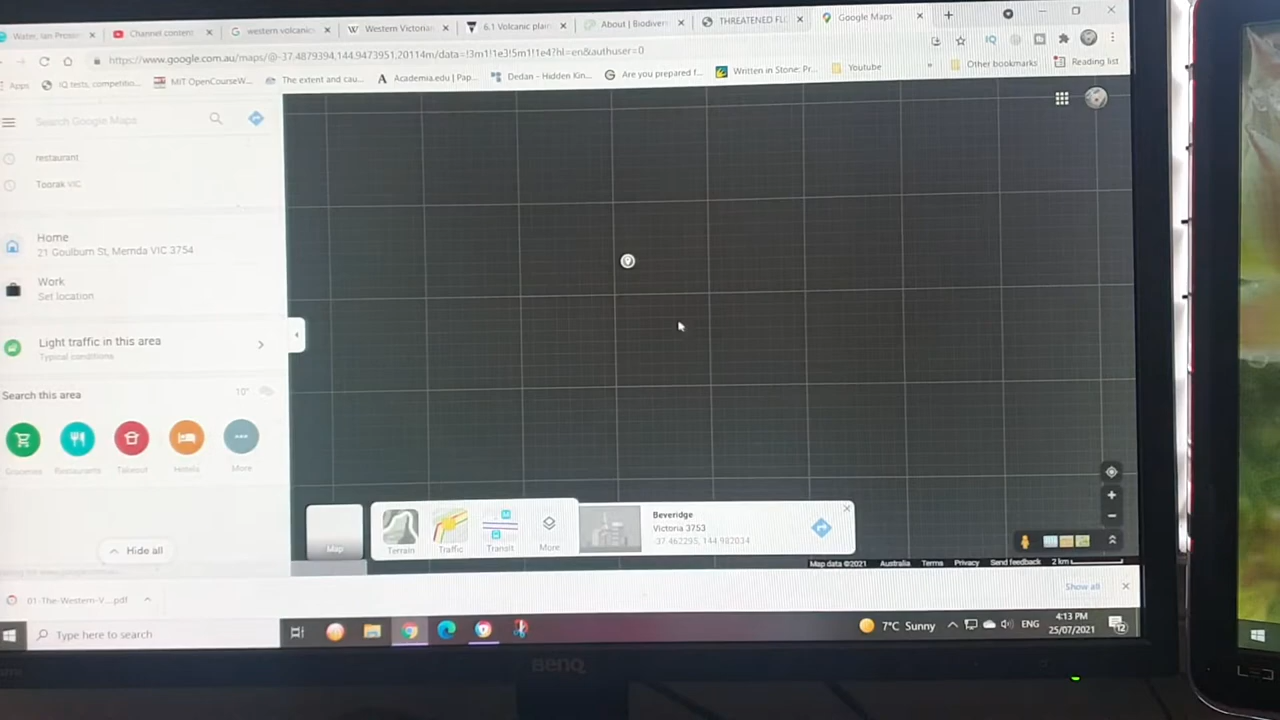 Water, Ian Prosse
Channel content
western volcanic
Western Victorian
6.1 Volcanic plain
About | Biodiver
THREATENED FLO
Google Maps
https://www.google.com.au/maps/@-37.4879394,144.9473951,20114m/data=!3m1!1e3!5m1!1e4?hl=en&authuser=0
IQ
Apps
IQ tests, competitio...
MIT OpenCourseW...
The extent and cau...
Academia.edu | Pap...
Dedan - Hidden Kin...
Are you prepared f...
Written in Stone: Pr...
Youtube
»
Other bookmarks
Reading list
Search Google Maps
restaurant
Toorak VIC
Home
21 Goulburn St, Mernda VIC 3754
Work
Set location
Light traffic in this area
Typical conditions
Search this area
10°
Groceries
Restaurants
Takeout
Hotels
More
Hide all
Map
Terrain
Traffic
Transit
More
Beveridge
Victoria 3753
-37.462295, 144.982034
Map data ©2021
Australia
Terms
Privacy
Send feedback
2 km
01-The-Western-V....pdf
Show all
Type here to search
7°C Sunny
ENG
4:13 PM
25/07/2021
12
BenQ